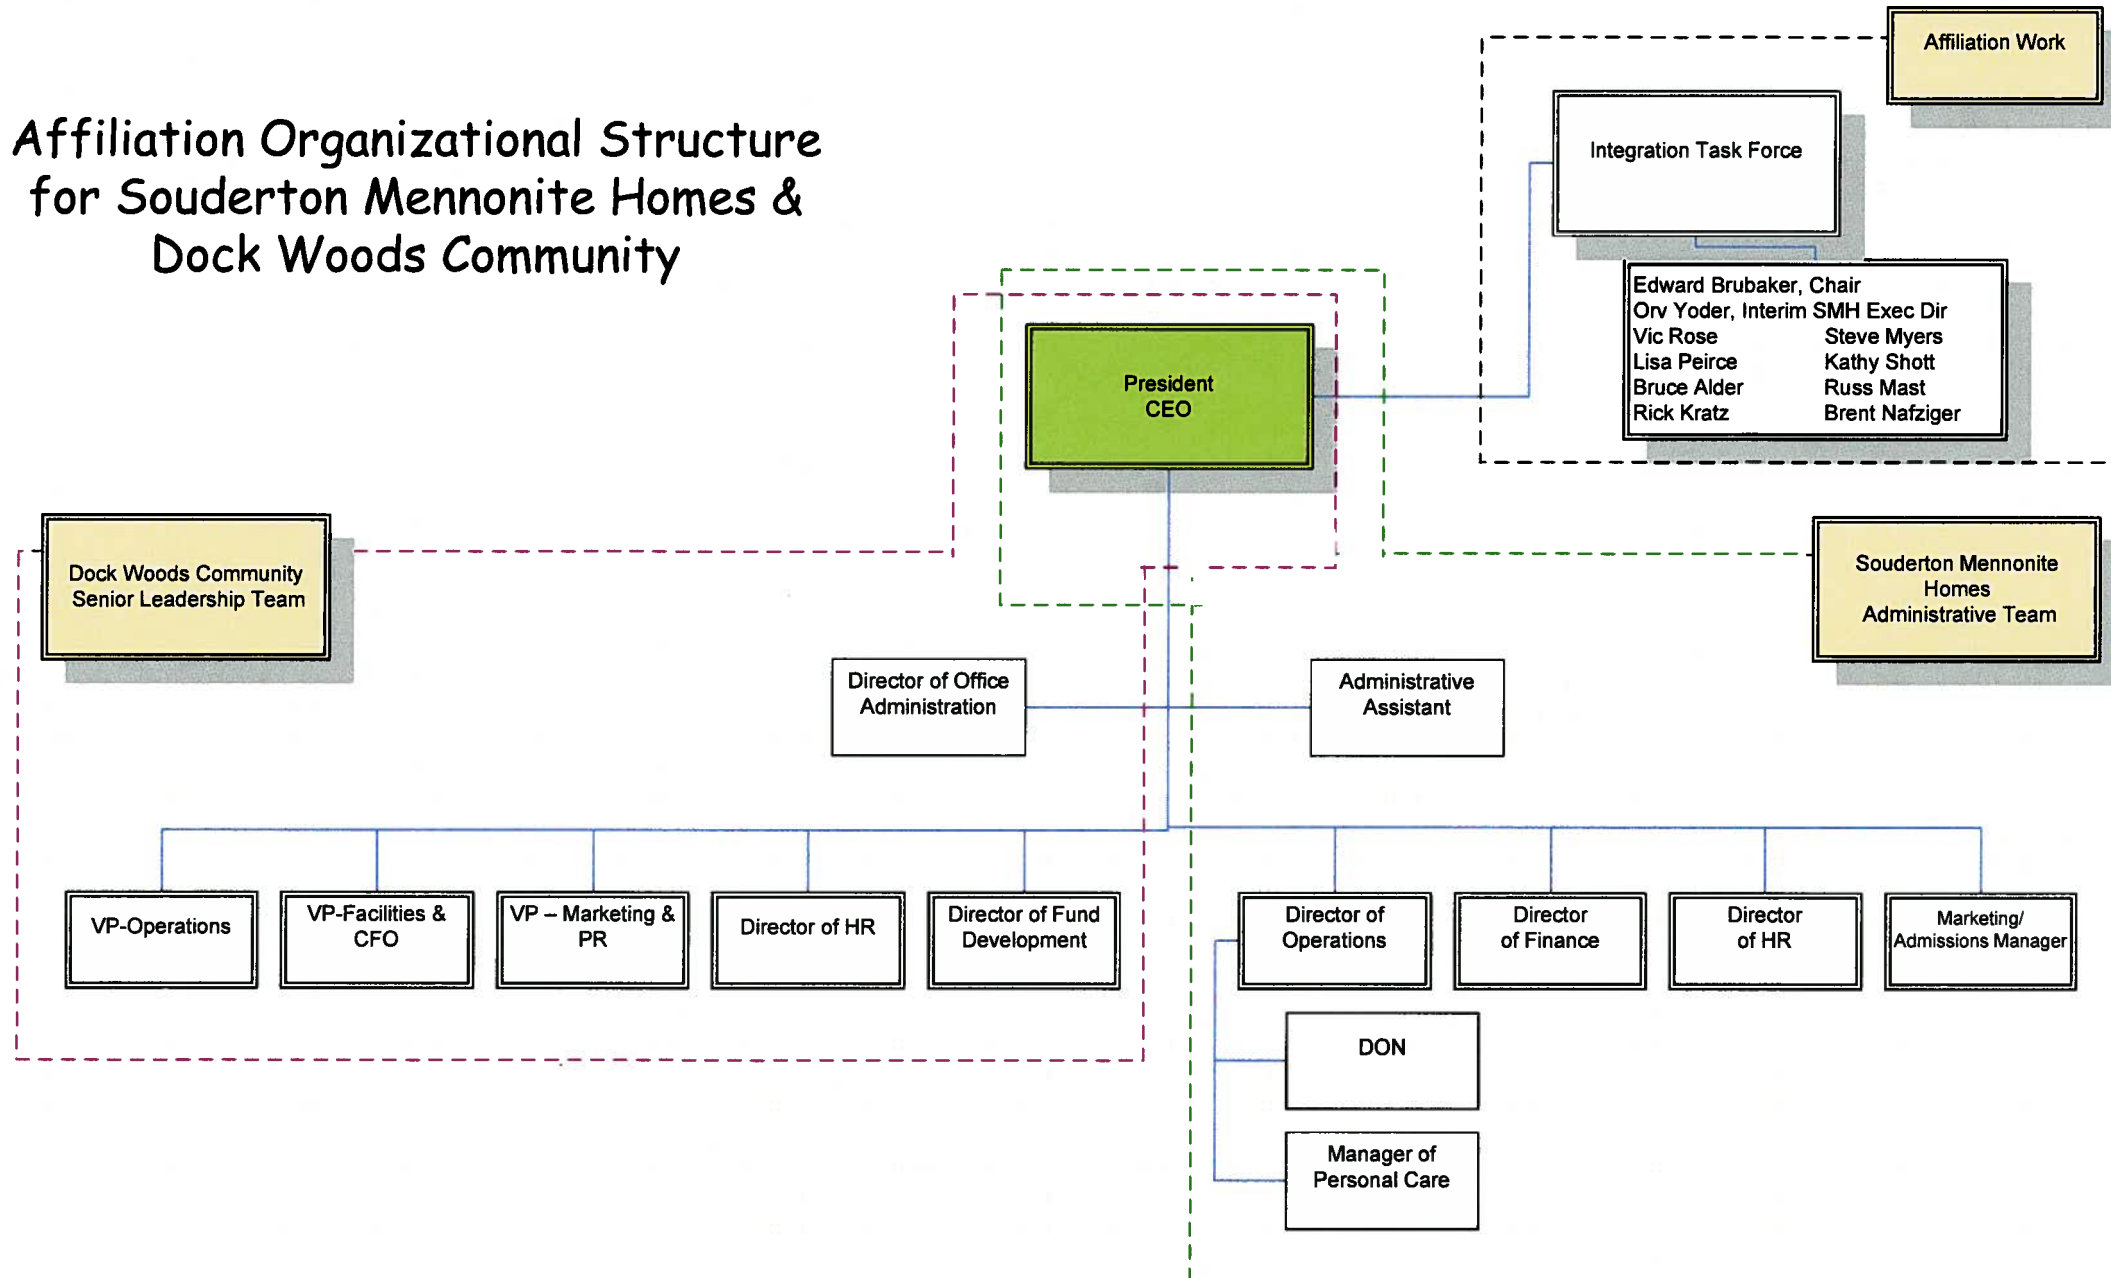 Affiliation Organizational Structure
for Souderton Mennonite Homes &
Dock Woods Community
Affiliation Work
Integration Task Force
Edward Brubaker, Chair
Orv Yoder, Interim SMH Exec Dir
Vic Rose Steve Myers
Lisa Peirce Kathy Shott
Bruce Alder Russ Mast
Rick Kratz Brent Nafziger
President
CEO
Dock Woods Community
Senior Leadership Team
Souderton Mennonite
Homes
Administrative Team
Director of Office
Administration
Administrative
Assistant
VP-Operations
VP-Facilities &
CFO
VP – Marketing &
PR
Director of HR
Director of Fund
Development
Director of
Operations
Director
of Finance
Director
of HR
Marketing/
Admissions Manager
DON
Manager of
Personal Care